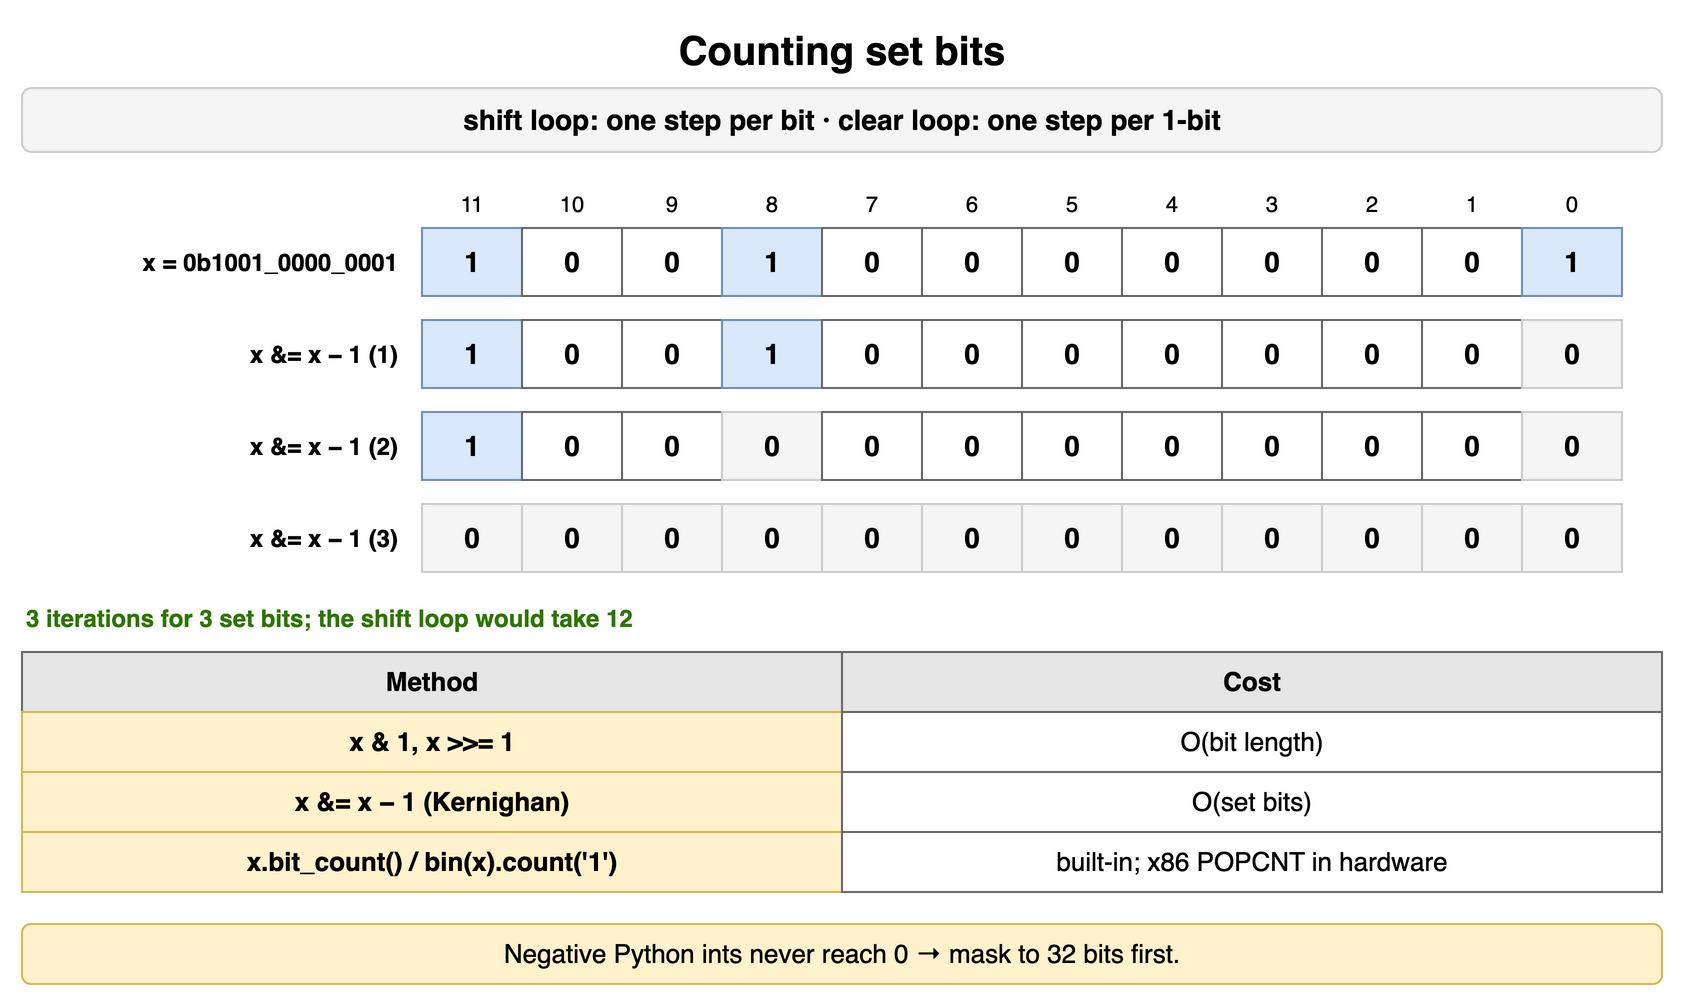 Counting set bits
shift loop: one step per bit · clear loop: one step per 1-bit
11 10 9 8 7 6 5 4 3 2 1 0
x = 0b1001_0000_0001 1 0 0 1 0 0 0 0 0 0 0 1
x &= x − 1 (1) 1 0 0 1 0 0 0 0 0 0 0 0
x &= x − 1 (2) 1 0 0 0 0 0 0 0 0 0 0 0
x &= x − 1 (3) 0 0 0 0 0 0 0 0 0 0 0 0
3 iterations for 3 set bits; the shift loop would take 12
Method Cost
x & 1, x >>= 1 O(bit length)
x &= x − 1 (Kernighan) O(set bits)
x.bit_count() / bin(x).count('1') built-in; x86 POPCNT in hardware
Negative Python ints never reach 0 → mask to 32 bits first.